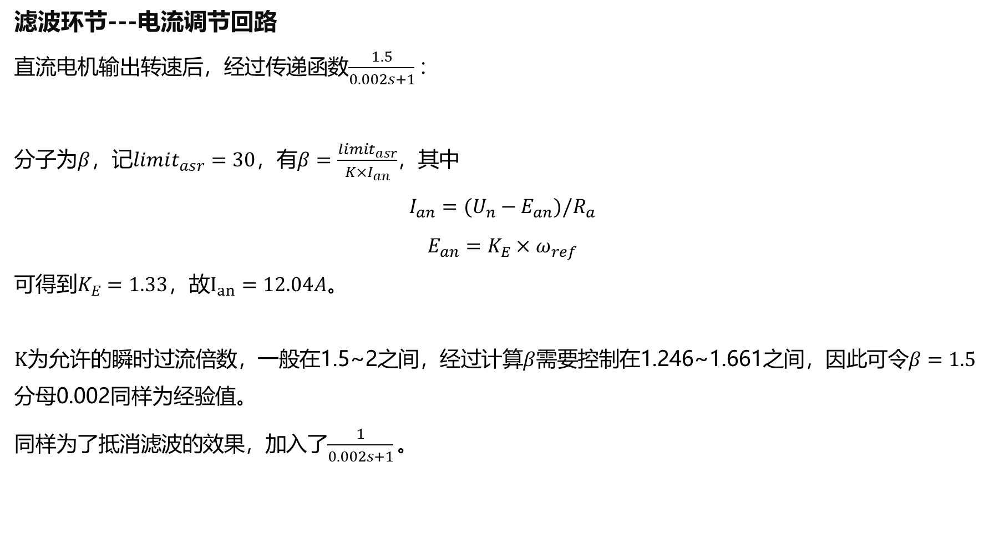 滤波环节---电流调节回路
直流电机输出转速后，经过传递函数$\frac{1.5}{0.002s+1}$：
分子为$\beta$，记$limit_{asr} = 30$，有$\beta = \frac{limit_{asr}}{K \times I_{an}}$，其中
$I_{an} = (U_n - E_{an})/R_a$
$E_{an} = K_E \times \omega_{ref}$
可得到$K_E = 1.33$，故$\mathrm{I_{an}} = 12.04A$。
K为允许的瞬时过流倍数，一般在1.5~2之间，经过计算$\beta$需要控制在1.246~1.661之间，因此可令$\beta = 1.5$
分母0.002同样为经验值。
同样为了抵消滤波的效果，加入了$\frac{1}{0.002s+1}$。